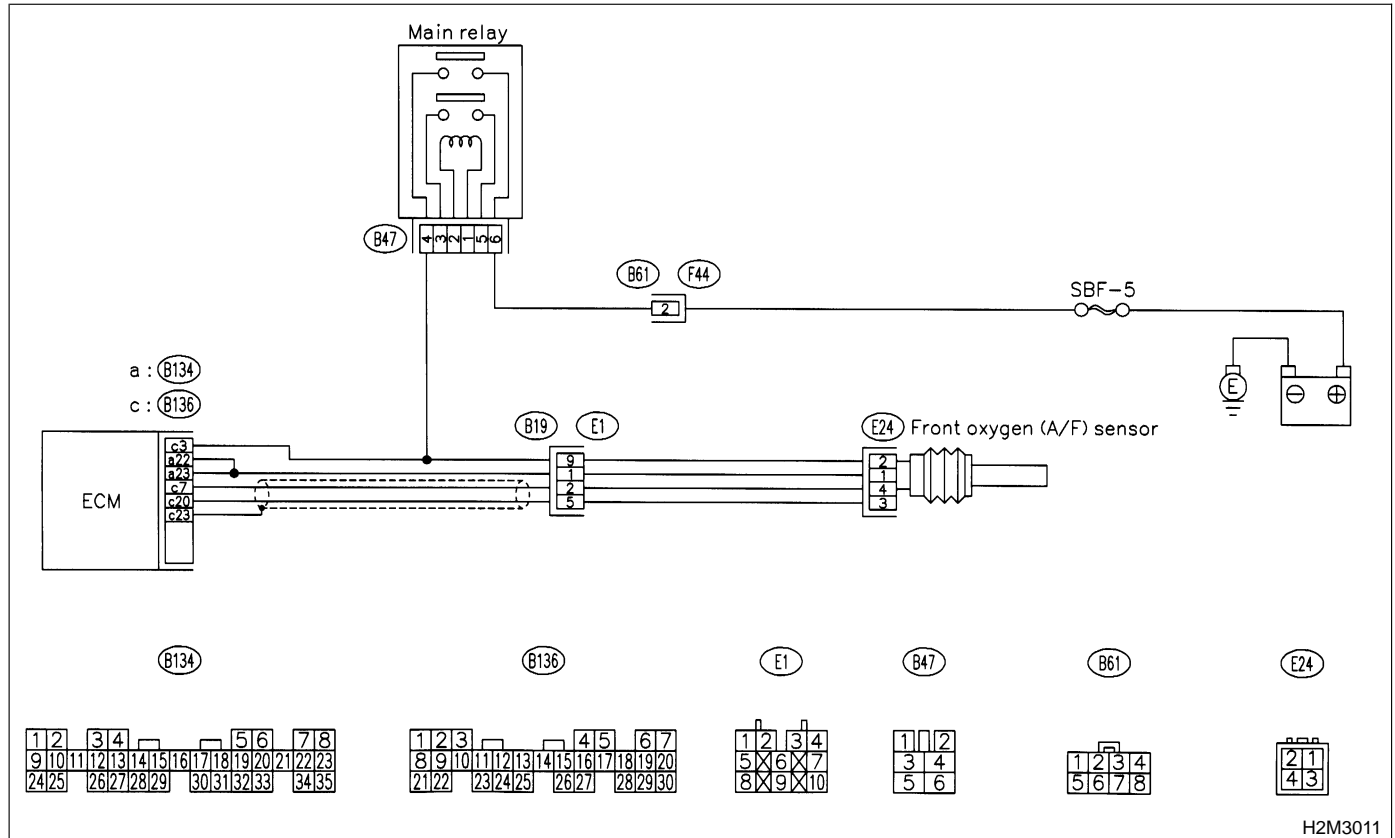 Main relay
B47
4 3 2 1 5 6
B61 F44
2
SBF-5
E
a : B134
c : B136
ECM
c3
a22
a23
c7
c20
c23
B19 E1
9
1
2
5
E24 Front oxygen (A/F) sensor
2
1
4
3
B134 B136 E1 B47 B61 E24
1 2 3 4 5 6 7 8
9 10 11 12 13 14 15 16 17 18 19 20 21 22 23
24 25 26 27 28 29 30 31 32 33 34 35
1 2 3 4 5 6 7
8 9 10 11 12 13 14 15 16 17 18 19 20
21 22 23 24 25 26 27 28 29 30
1 2 3 4
5 6 7
8 9 10
1 2
3 4
5 6
1 2 3 4
5 6 7 8
2 1
4 3
H2M3011